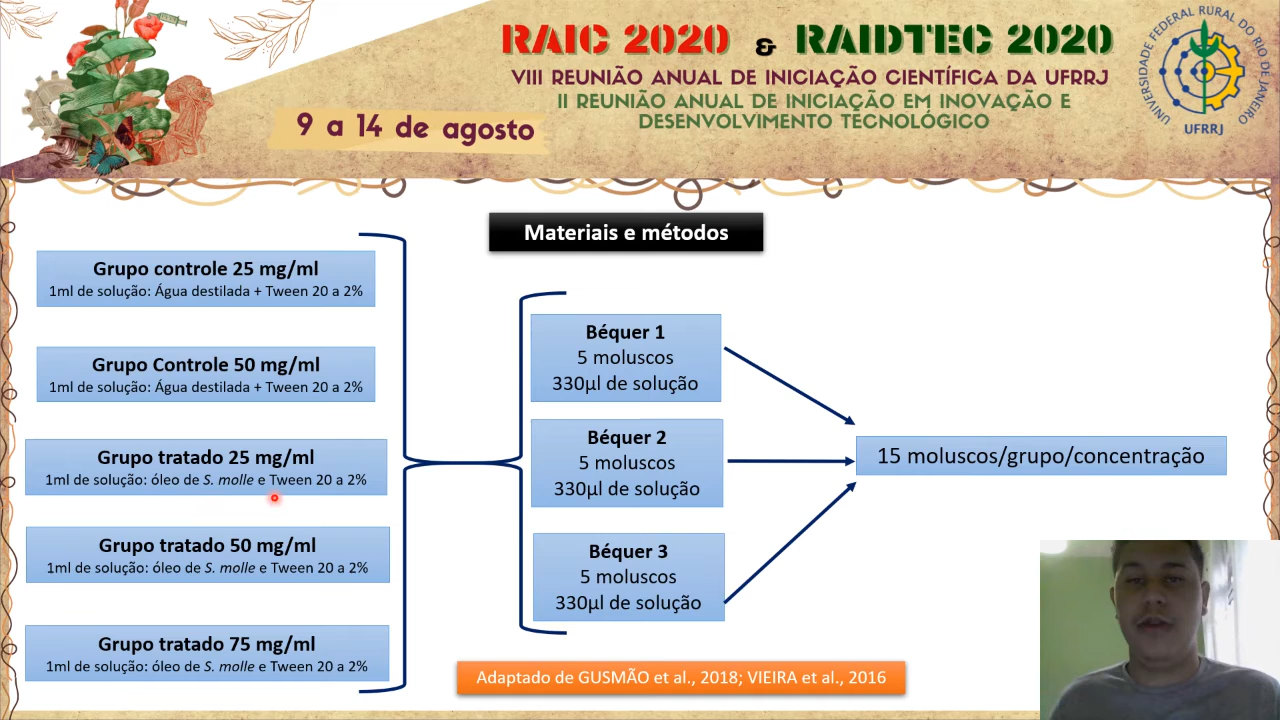 RAIC 2020 & RAIDTEC 2020
VIII REUNIÃO ANUAL DE INICIAÇÃO CIENTÍFICA DA UFRRJ
II REUNIÃO ANUAL DE INICIAÇÃO EM INOVAÇÃO E
DESENVOLVIMENTO TECNOLÓGICO
9 a 14 de agosto
UNIVERSIDADE FEDERAL RURAL DO RIO DE JANEIRO
UFRRJ
Materiais e métodos
Grupo controle 25 mg/ml
1ml de solução: Água destilada + Tween 20 a 2%
Grupo Controle 50 mg/ml
1ml de solução: Água destilada + Tween 20 a 2%
Grupo tratado 25 mg/ml
1ml de solução: óleo de S. molle e Tween 20 a 2%
Grupo tratado 50 mg/ml
1ml de solução: óleo de S. molle e Tween 20 a 2%
Grupo tratado 75 mg/ml
1ml de solução: óleo de S. molle e Tween 20 a 2%
Béquer 1
5 moluscos
330µl de solução
Béquer 2
5 moluscos
330µl de solução
Béquer 3
5 moluscos
330µl de solução
15 moluscos/grupo/concentração
Adaptado de GUSMÃO et al., 2018; VIEIRA et al., 2016